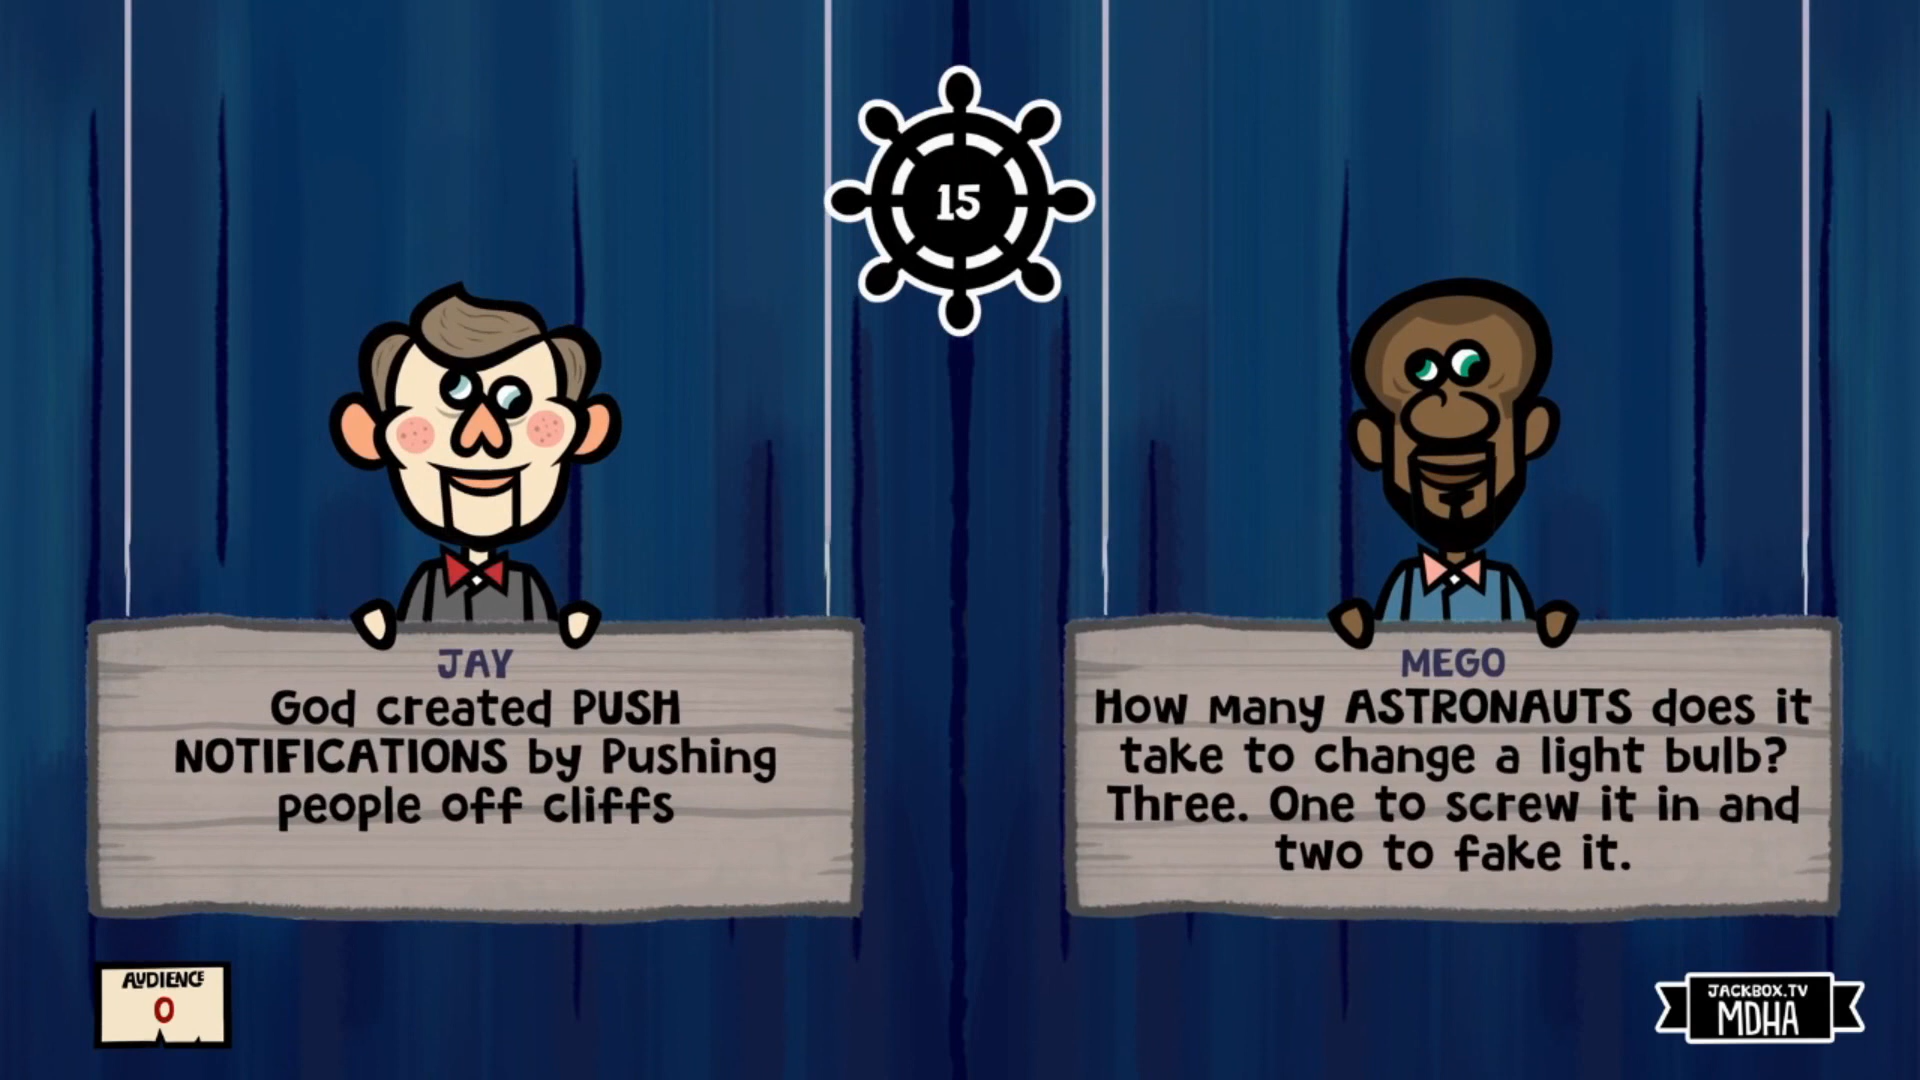 15
JAY
God created PUSH
NOTIFICATIONS by Pushing
people off cliffs
MEGO
How many ASTRONAUTS does it
take to change a light bulb?
Three. One to screw it in and
two to fake it.
AUDIENCE
0
JACKBOX.TV
MDHA